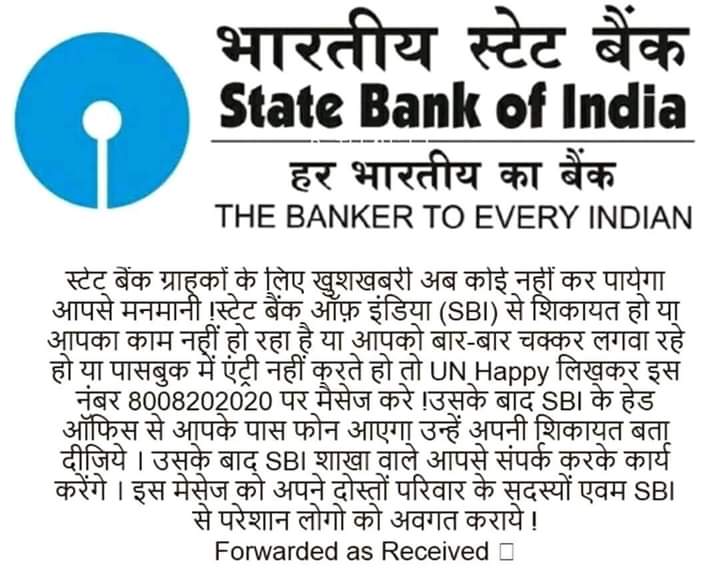 भारतीय स्टेट बैंक
State Bank of India
हर भारतीय का बैंक
THE BANKER TO EVERY INDIAN
स्टेट बैंक ग्राहकों के लिए खुशखबरी अब कोई नहीं कर पायेगा
आपसे मनमानी !स्टेट बैंक ऑफ़ इंडिया (SBI) से शिकायत हो या
आपका काम नहीं हो रहा है या आपको बार-बार चक्कर लगवा रहे
हो या पासबुक में एंट्री नहीं करते हो तो UN Happy लिखकर इस
नंबर 8008202020 पर मैसेज करे !उसके बाद SBI के हेड
ऑफिस से आपके पास फोन आएगा उन्हें अपनी शिकायत बता
दीजिये । उसके बाद SBI शाखा वाले आपसे संपर्क करके कार्य
करेंगे । इस मेसेज को अपने दोस्तों परिवार के सदस्यों एवम SBI
से परेशान लोगो को अवगत कराये !
Forwarded as Received